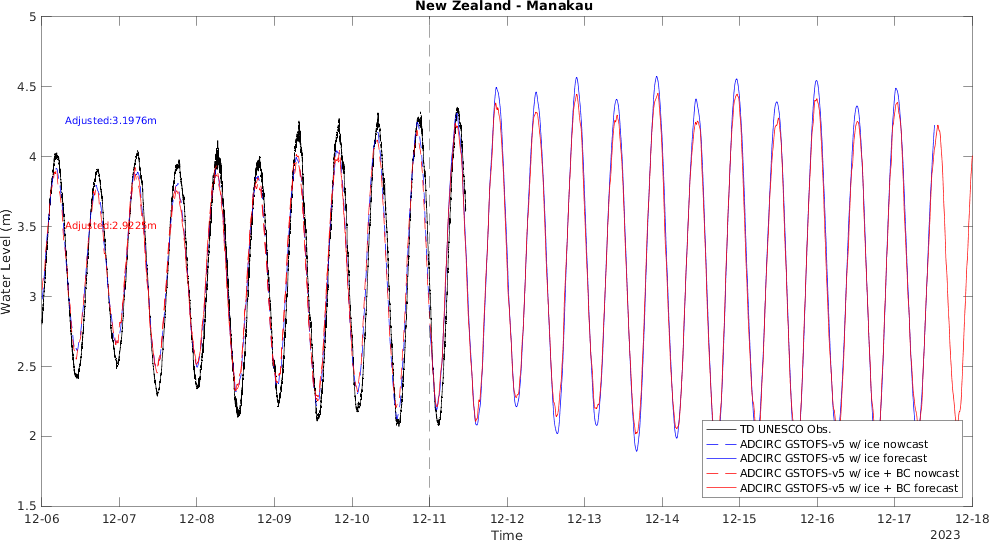 New Zealand - Manakau
5
4.5
4
3.5
3
2.5
2
1.5
Water Level (m)
Adjusted:3.1976m
Adjusted:2.9225m
TD UNESCO Obs.
ADCIRC GSTOFS-v5 w/ ice nowcast
ADCIRC GSTOFS-v5 w/ ice forecast
ADCIRC GSTOFS-v5 w/ ice + BC nowcast
ADCIRC GSTOFS-v5 w/ ice + BC forecast
12-06 12-07 12-08 12-09 12-10 12-11 12-12 12-13 12-14 12-15 12-16 12-17 12-18
Time
2023